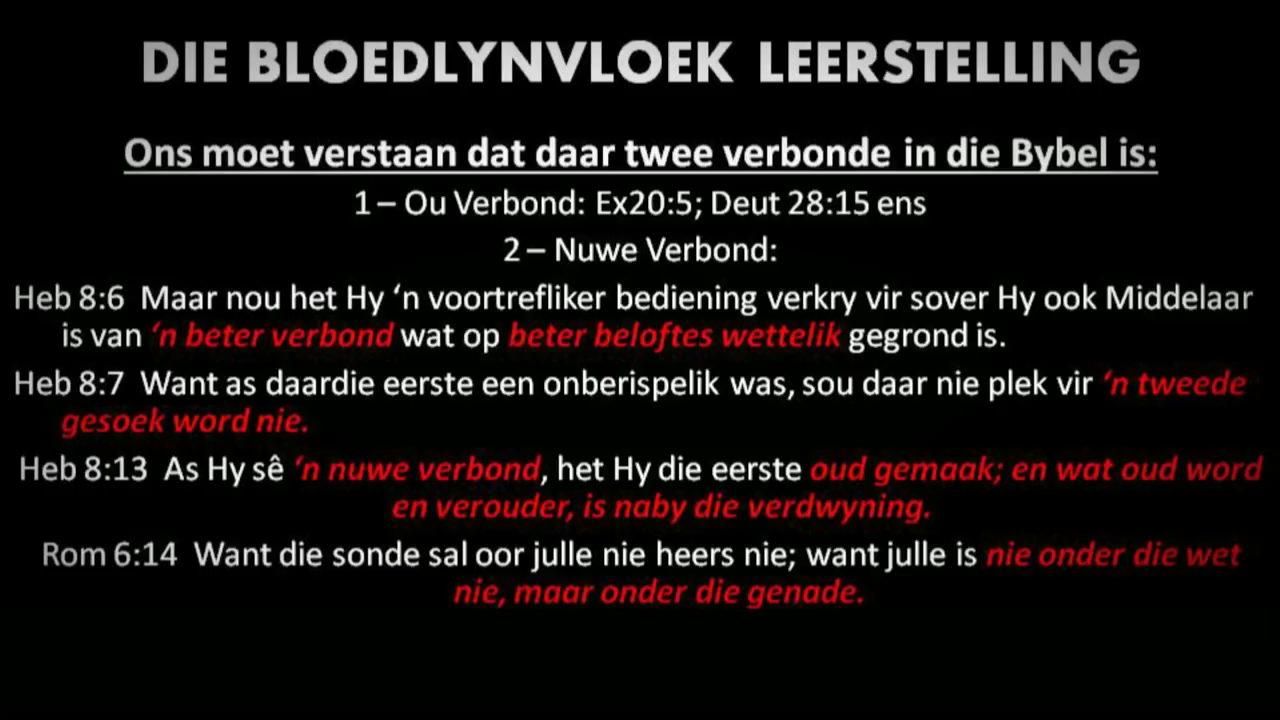 DIE BLOEDLYNVLOEK LEERSTELLING
Ons moet verstaan dat daar twee verbonde in die Bybel is:
1 – Ou Verbond: Ex20:5; Deut 28:15 ens
2 – Nuwe Verbond:
Heb 8:6 Maar nou het Hy ‘n voortrefliker bediening verkry vir sover Hy ook Middelaar
is van ‘n beter verbond wat op beter beloftes wettelik gegrond is.
Heb 8:7 Want as daardie eerste een onberispelik was, sou daar nie plek vir ‘n tweede
gesoek word nie.
Heb 8:13 As Hy sê ‘n nuwe verbond, het Hy die eerste oud gemaak; en wat oud word
en verouder, is naby die verdwyning.
Rom 6:14 Want die sonde sal oor julle nie heers nie; want julle is nie onder die wet
nie, maar onder die genade.